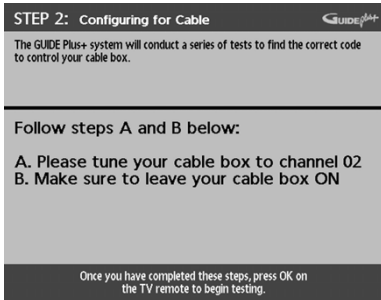 STEP 2: Configuring for Cable
GUIDE plus+
The GUIDE Plus+ system will conduct a series of tests to find the correct code
to control your cable box.
Follow steps A and B below:
A. Please tune your cable box to channel 02
B. Make sure to leave your cable box ON
Once you have completed these steps, press OK on
the TV remote to begin testing.